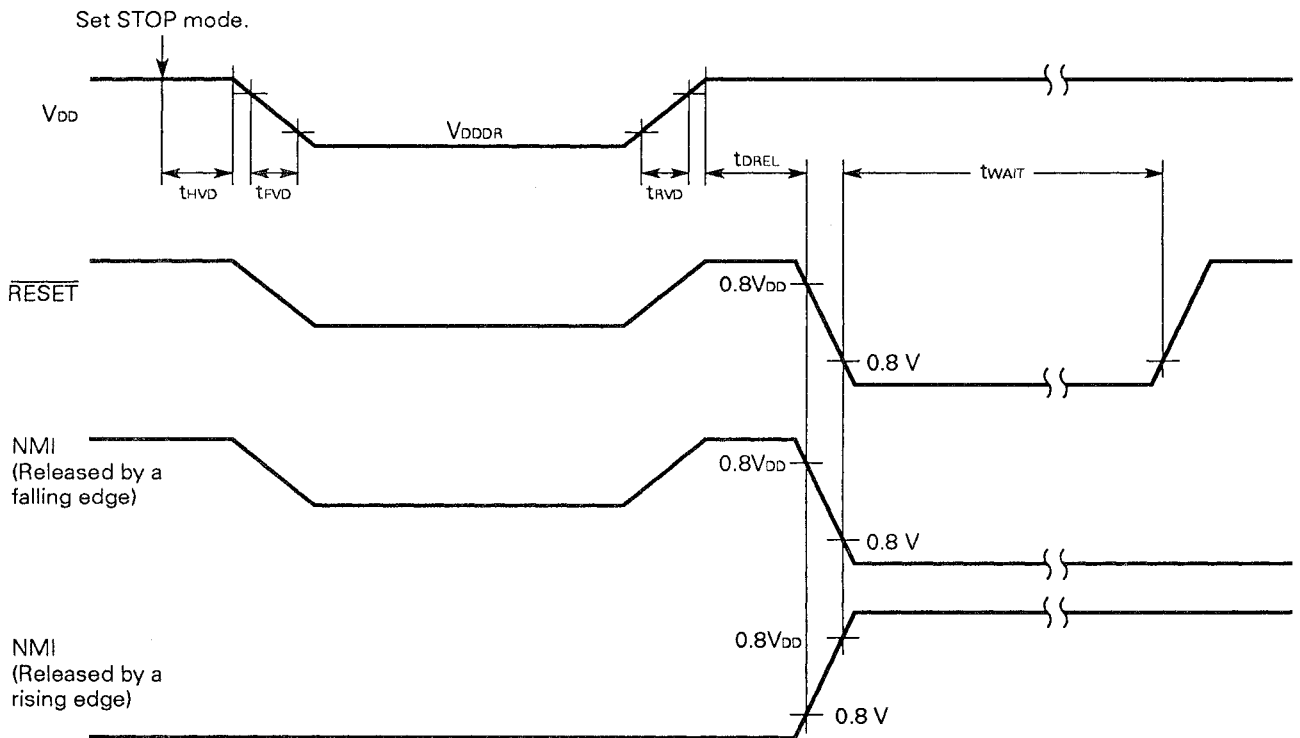 Set STOP mode.
VDD
VDDDR
tHVD
tFVD
tRVD
tDREL
tWAIT
RESET
0.8VDD
0.8 V
NMI
(Released by a
falling edge)
0.8VDD
0.8 V
NMI
(Released by a
rising edge)
0.8VDD
0.8 V